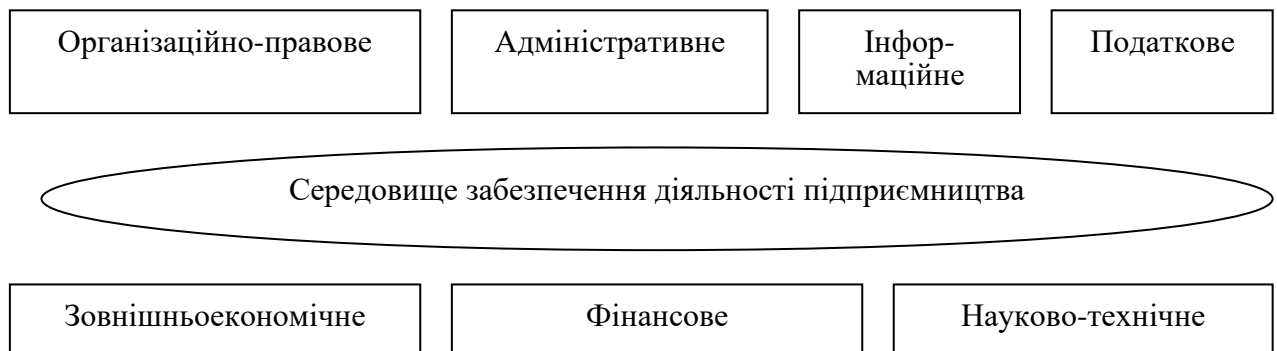 Організаційно-правове
Адміністративне
Інфор-
маційне
Податкове
Середовище забезпечення діяльності підприємництва
Зовнішньоекономічне
Фінансове
Науково-технічне